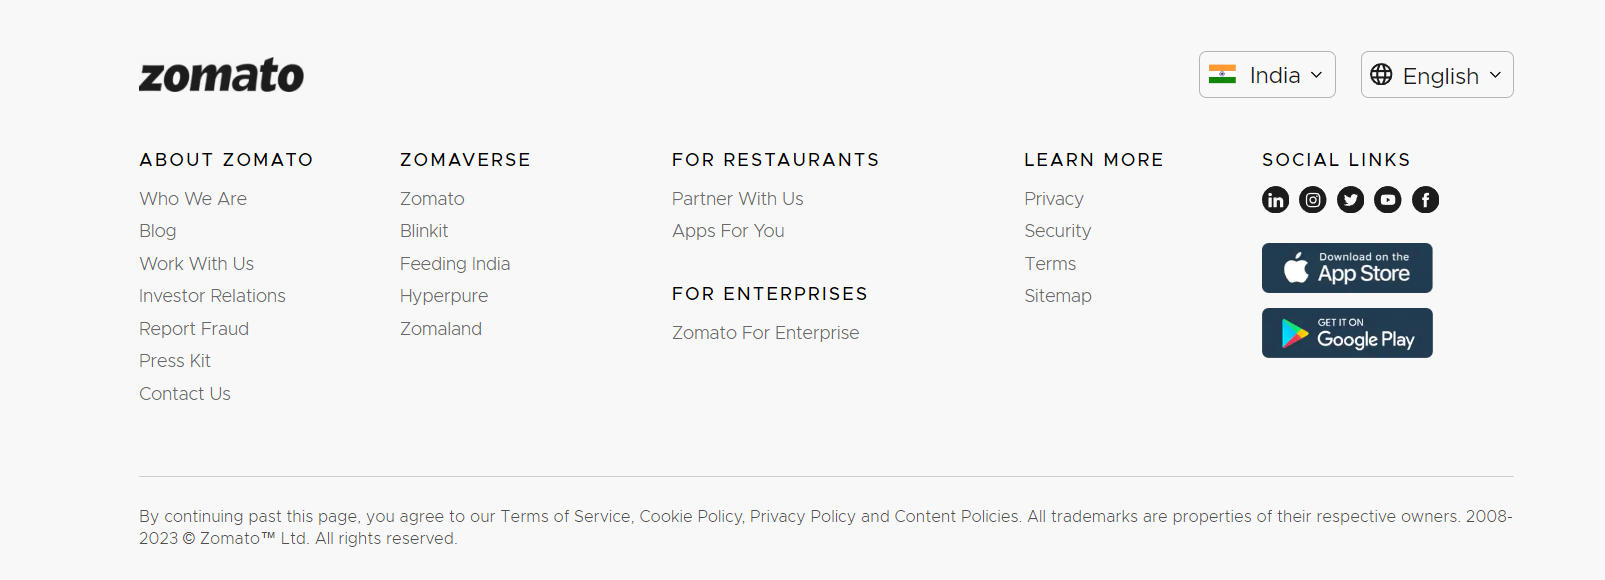 zomato
India
English
ABOUT ZOMATO
Who We Are
Blog
Work With Us
Investor Relations
Report Fraud
Press Kit
Contact Us
ZOMAVERSE
Zomato
Blinkit
Feeding India
Hyperpure
Zomaland
FOR RESTAURANTS
Partner With Us
Apps For You
FOR ENTERPRISES
Zomato For Enterprise
LEARN MORE
Privacy
Security
Terms
Sitemap
SOCIAL LINKS
Download on the
App Store
GET IT ON
Google Play
By continuing past this page, you agree to our Terms of Service, Cookie Policy, Privacy Policy and Content Policies. All trademarks are properties of their respective owners. 2008-
2023 © Zomato™ Ltd. All rights reserved.